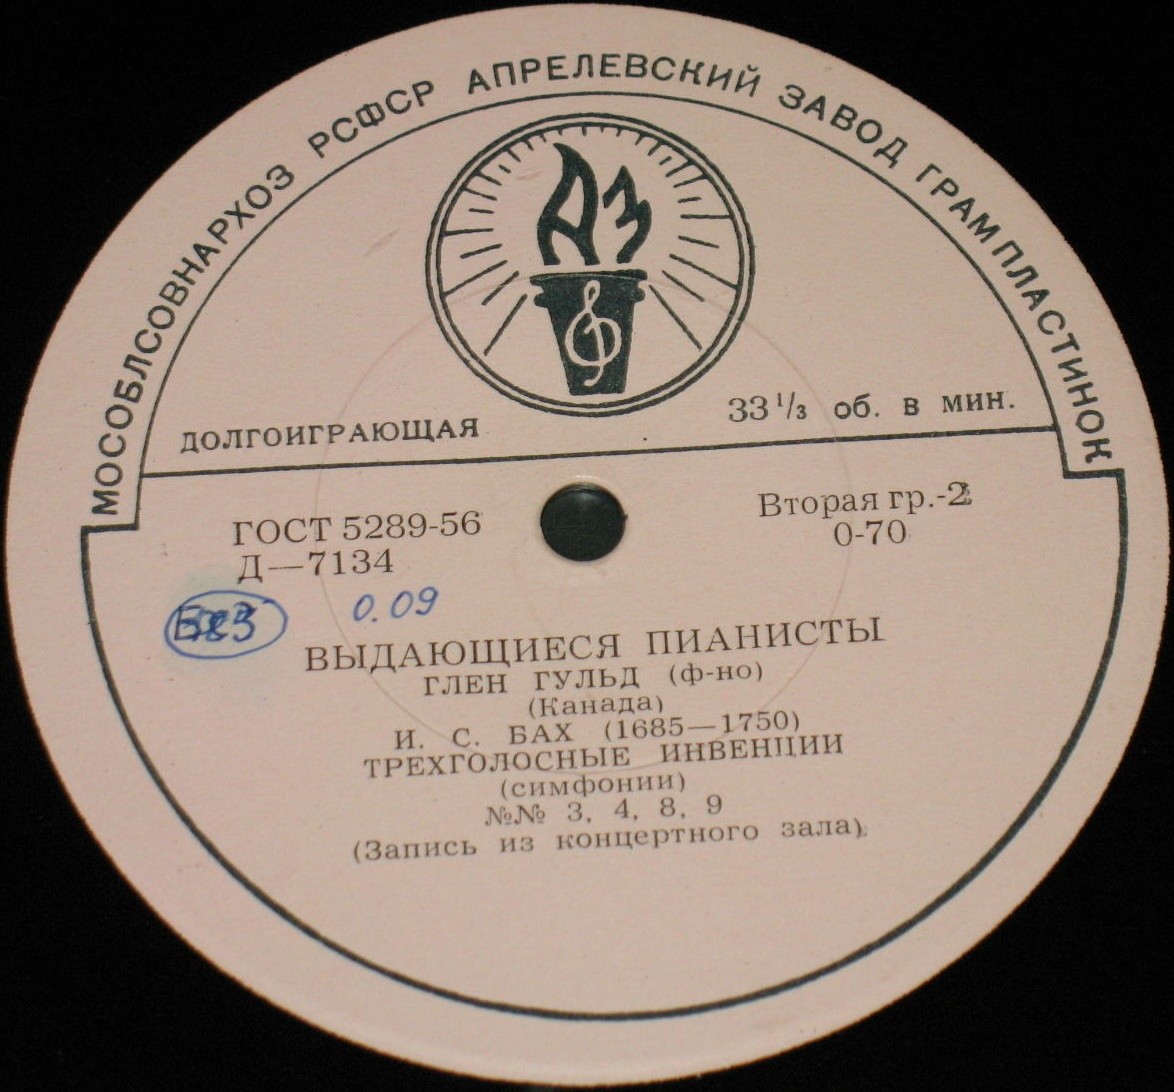 МОСОБЛСОВНАРХОЗ РСФСР АПРЕЛЕВСКИЙ ЗАВОД ГРАМПЛАСТИНОК
АЗ
ДОЛГОИГРАЮЩАЯ
33 1/3 об. в мин.
ГОСТ 5289-56
Вторая гр.-2
Д—7134
0-70
0.09
ВЫДАЮЩИЕСЯ ПИАНИСТЫ
ГЛЕН ГУЛЬД (ф-но)
(Канада)
И. С. БАХ (1685—1750)
ТРЕХГОЛОСНЫЕ ИНВЕНЦИИ
(симфонии)
№№ 3, 4, 8, 9
(Запись из концертного зала)